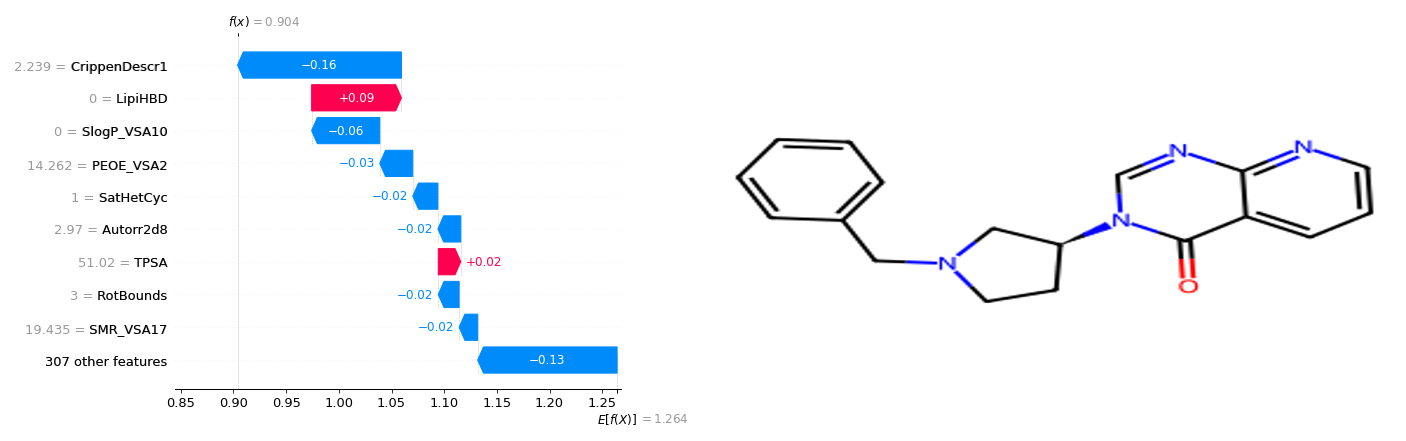 f(x) = 0.904
2.239 = CrippenDescr1
−0.16
0 = LipiHBD
+0.09
0 = SlogP_VSA10
−0.06
14.262 = PEOE_VSA2
−0.03
1 = SatHetCyc
−0.02
2.97 = Autorr2d8
−0.02
51.02 = TPSA
+0.02
3 = RotBounds
−0.02
19.435 = SMR_VSA17
−0.02
307 other features
−0.13
0.85 0.90 0.95 1.00 1.05 1.10 1.15 1.20 1.25
E[f(X)] = 1.264
N N
N
N
O